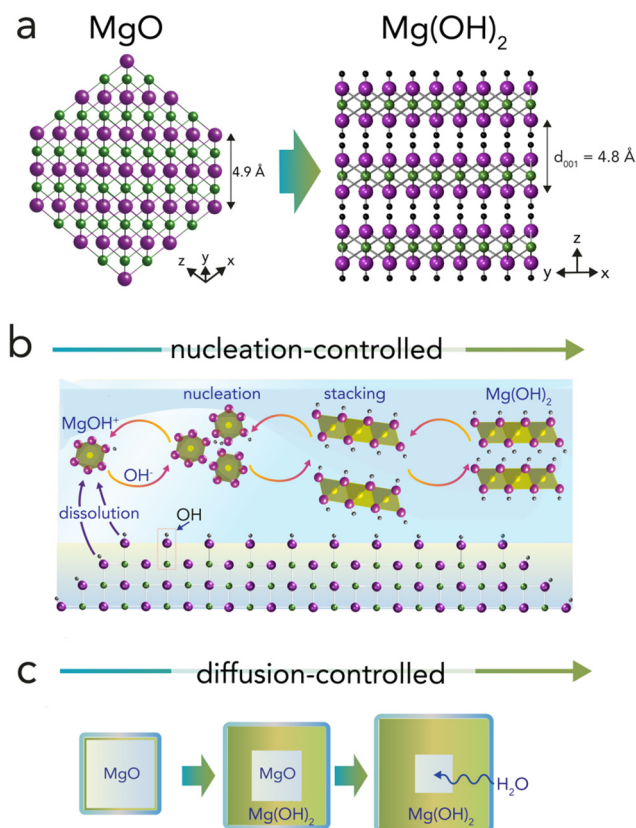 a
MgO
Mg(OH)2
4.9 Å
d001 = 4.8 Å
z y x
z
y x
b
nucleation-controlled
nucleation stacking Mg(OH)2
MgOH+
OH-
dissolution
OH
c
diffusion-controlled
MgO
MgO
Mg(OH)2
H2O
Mg(OH)2